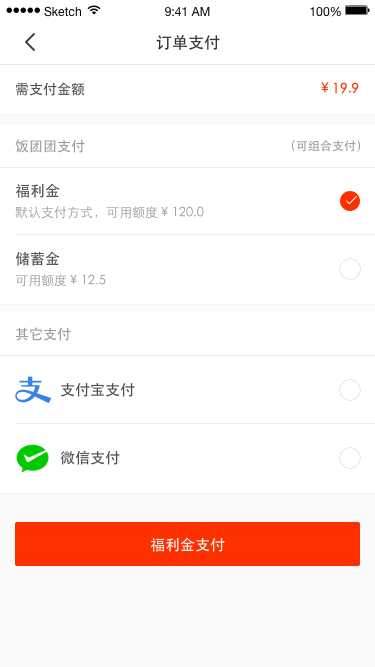 Sketch 9:41 AM 100%
订单支付
需支付金额 ¥ 19.9
饭团团支付 (可组合支付)
福利金
默认支付方式，可用额度 ¥ 120.0
储蓄金
可用额度 ¥ 12.5
其它支付
支付宝支付
微信支付
福利金支付